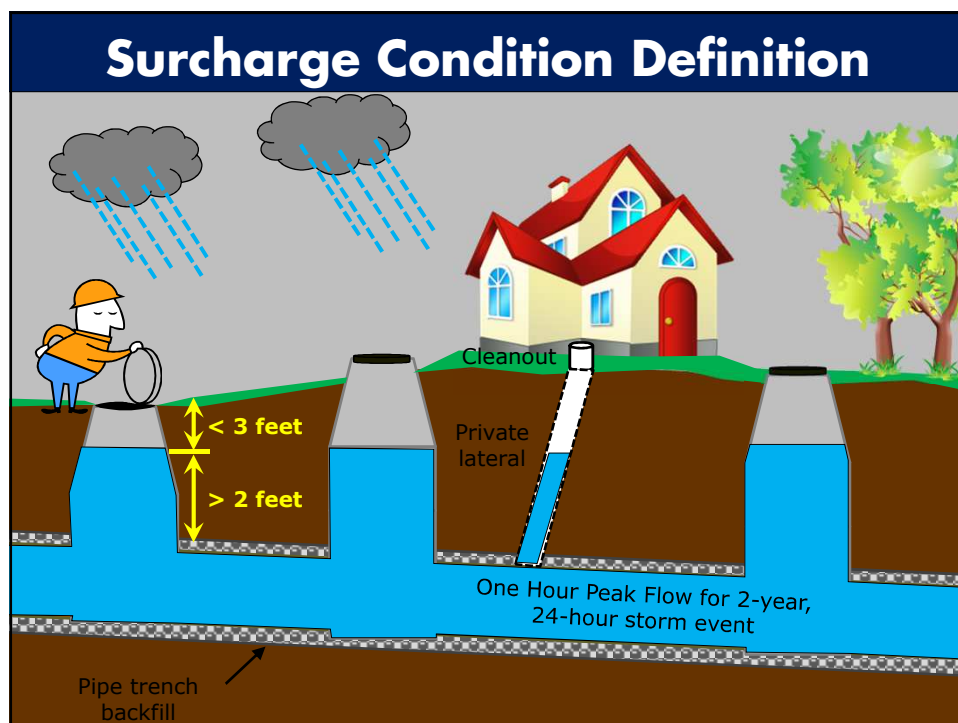 Surcharge Condition Definition
Cleanout
< 3 feet
Private
lateral
> 2 feet
One Hour Peak Flow for 2-year,
24-hour storm event
Pipe trench
backfill